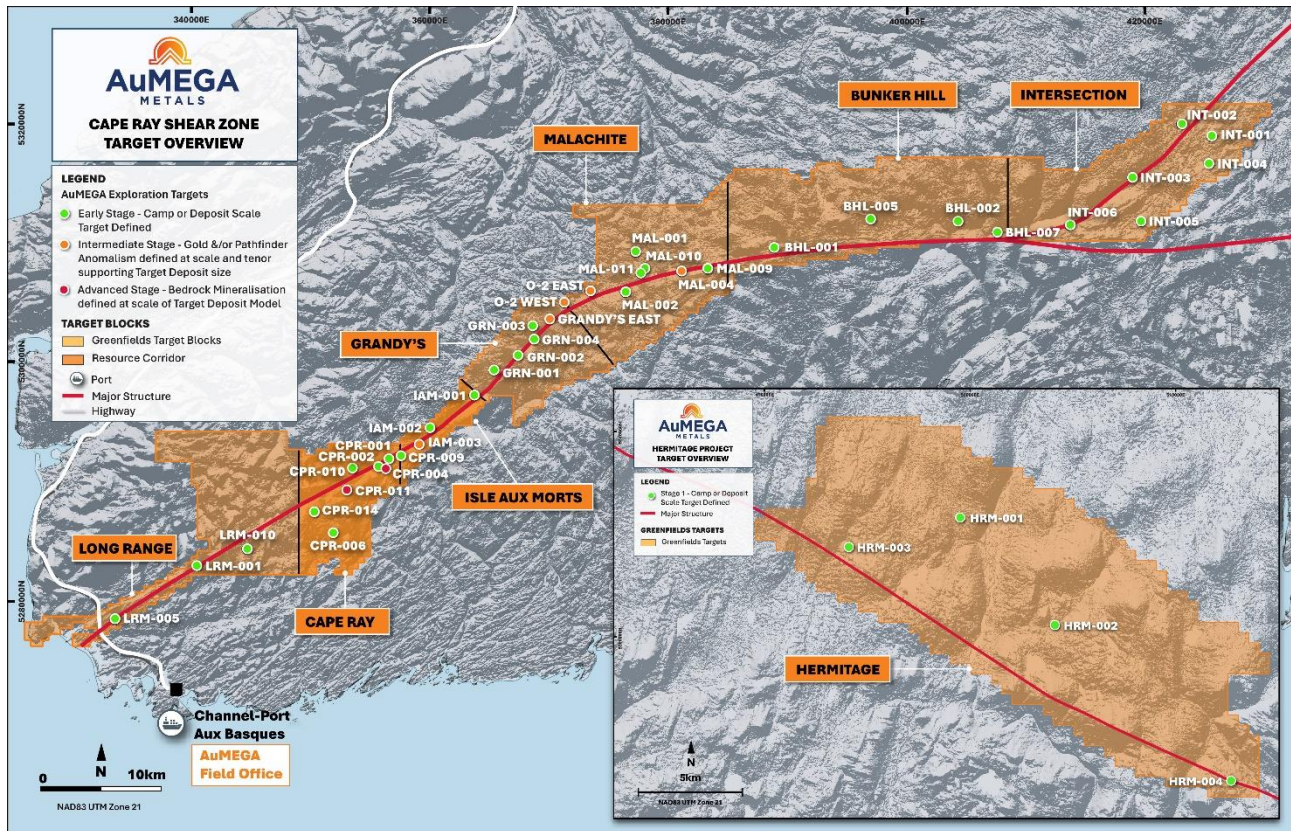 340000E
360000E
380000E
400000E
420000E
5320000N
5300000N
5280000N
AuMEGA
METALS
CAPE RAY SHEAR ZONE
TARGET OVERVIEW
LEGEND
AuMEGA Exploration Targets
Early Stage - Camp or Deposit Scale
Target Defined
Intermediate Stage - Gold &/or Pathfinder
Anomalism defined at scale and tenor
supporting Target Deposit size
Advanced Stage - Bedrock Mineralisation
defined at scale of Target Deposit Model
TARGET BLOCKS
Greenfields Target Blocks
Resource Corridor
Port
Major Structure
Highway
BUNKER HILL
INTERSECTION
MALACHITE
INT-002
INT-001
INT-004
INT-003
INT-006
INT-005
BHL-005
BHL-002
BHL-007
BHL-001
MAL-001
MAL-010
MAL-011
MAL-009
MAL-004
MAL-002
O-2 EAST
O-2 WEST
GRANDY'S EAST
GRN-003
GRN-004
GRANDY'S
GRN-002
GRN-001
IAM-001
IAM-002
IAM-003
CPR-001
CPR-002
CPR-009
CPR-010
CPR-004
CPR-011
ISLE AUX MORTS
CPR-014
CPR-006
LRM-010
LONG RANGE
LRM-001
LRM-005
CAPE RAY
Channel-Port
Aux Basques
AuMEGA
Field Office
N
0 10km
NAD83 UTM Zone 21
AuMEGA
METALS
HERMITAGE PROJECT
TARGET OVERVIEW
LEGEND
Stage 1 - Camp or Deposit
Scale Target Defined
Major Structure
GREENFIELDS TARGETS
Greenfields Targets
HRM-001
HRM-003
HRM-002
HERMITAGE
HRM-004
N
5km
NAD83 UTM Zone 21